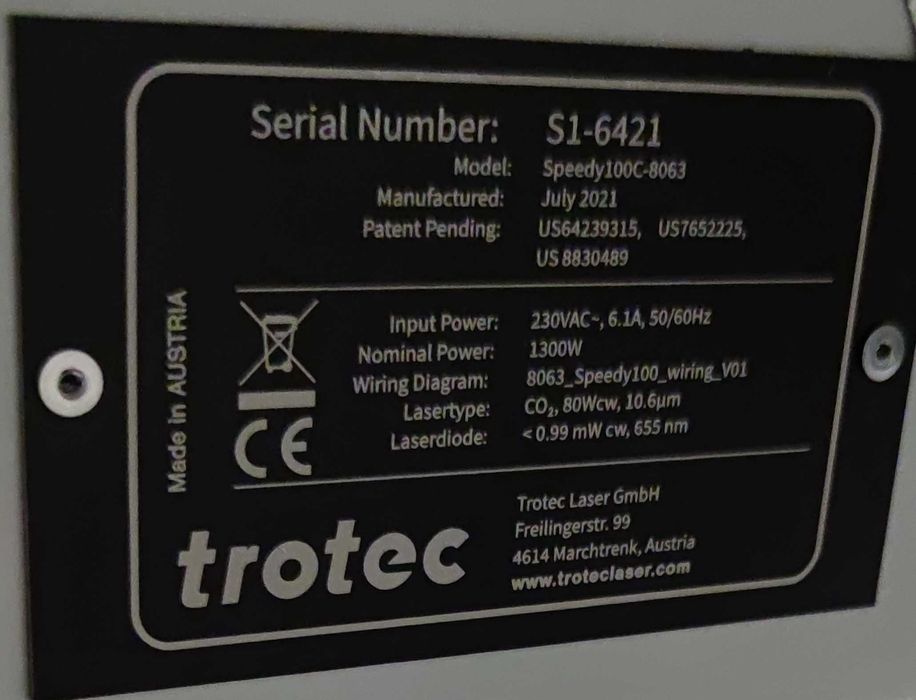 Serial Number: S1-6421
Model: Speedy100C-8063
Manufactured: July 2021
Patent Pending: US64239315, US7652225,
US 8830489
Made in AUSTRIA
Input Power: 230VAC~, 6.1A, 50/60Hz
Nominal Power: 1300W
Wiring Diagram: 8063_Speedy100_wiring_V01
Lasertype: CO₂, 80Wcw, 10.6µm
Laserdiode: < 0.99 mW cw, 655 nm
CE
trotec
Trotec Laser GmbH
Freilingerstr. 99
4614 Marchtrenk, Austria
www.troteclaser.com